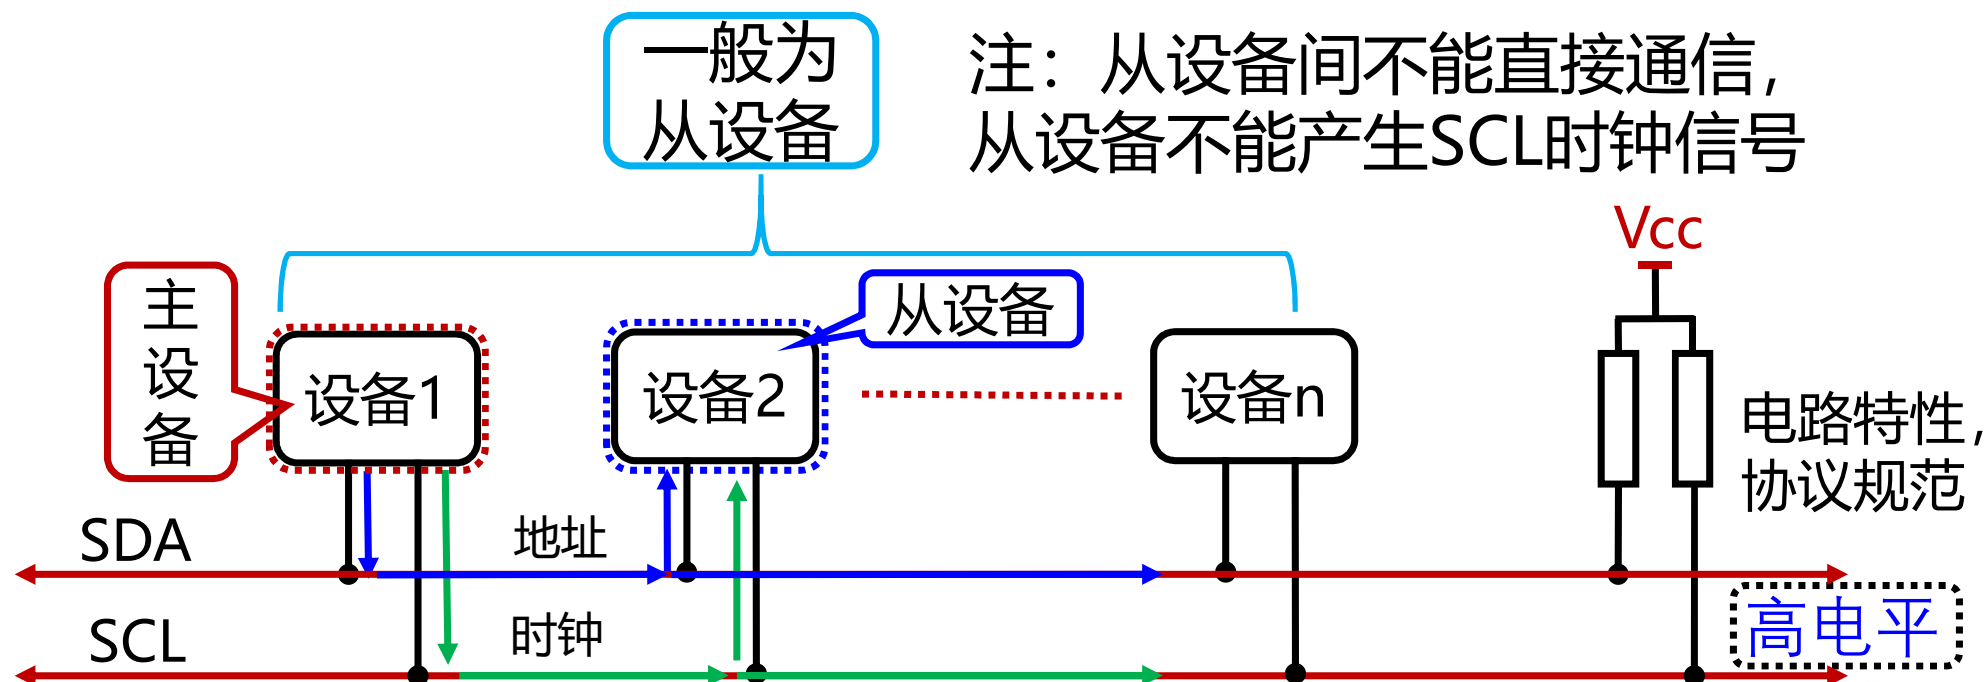 一般为
从设备
注：从设备间不能直接通信，
从设备不能产生SCL时钟信号
Vcc
主
设
备
从设备
设备1
设备2
设备n
电路特性，
协议规范
SDA
地址
高电平
SCL
时钟